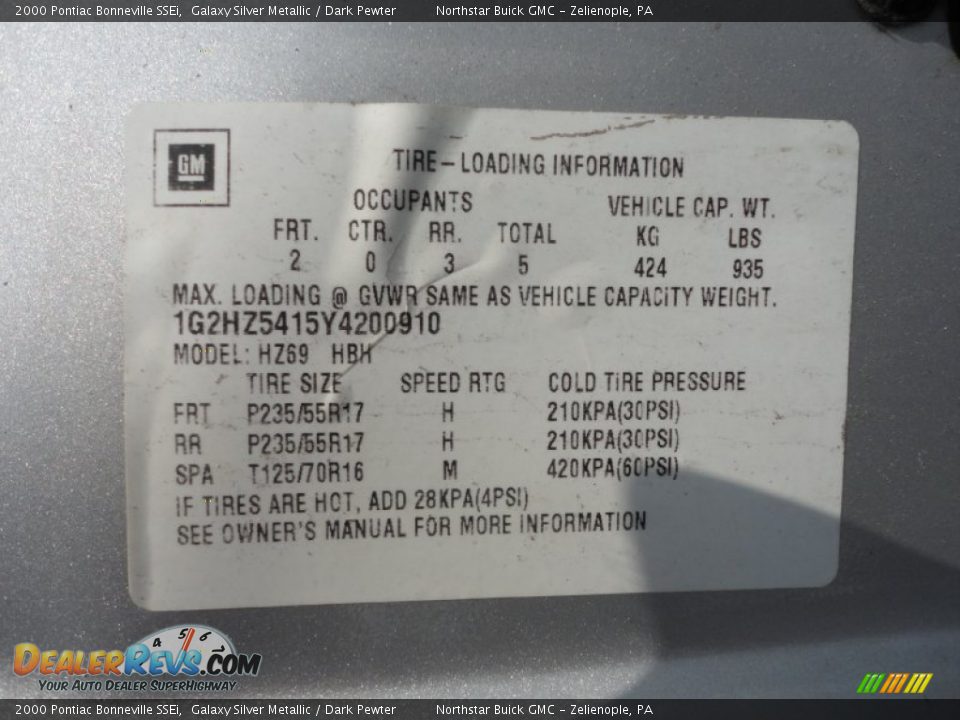 2000 Pontiac Bonneville SSEi, Galaxy Silver Metallic / Dark Pewter Northstar Buick GMC - Zelienople, PA
GM
TIRE-LOADING INFORMATION
OCCUPANTS VEHICLE CAP. WT.
FRT. CTR. RR. TOTAL KG LBS
2 0 3 5 424 935
MAX. LOADING @ GVWR SAME AS VEHICLE CAPACITY WEIGHT.
1G2HZ5415Y4200910
MODEL: HZ69 HBH
TIRE SIZE SPEED RTG COLD TIRE PRESSURE
FRT P235/55R17 H 210KPA(30PSI)
RR P235/55R17 H 210KPA(30PSI)
SPA T125/70R16 M 420KPA(60PSI)
IF TIRES ARE HOT, ADD 28KPA(4PSI)
SEE OWNER'S MANUAL FOR MORE INFORMATION
4 5 6
DEALERREVS.COM
YOUR AUTO DEALER SUPERHIGHWAY
2000 Pontiac Bonneville SSEi, Galaxy Silver Metallic / Dark Pewter Northstar Buick GMC - Zelienople, PA